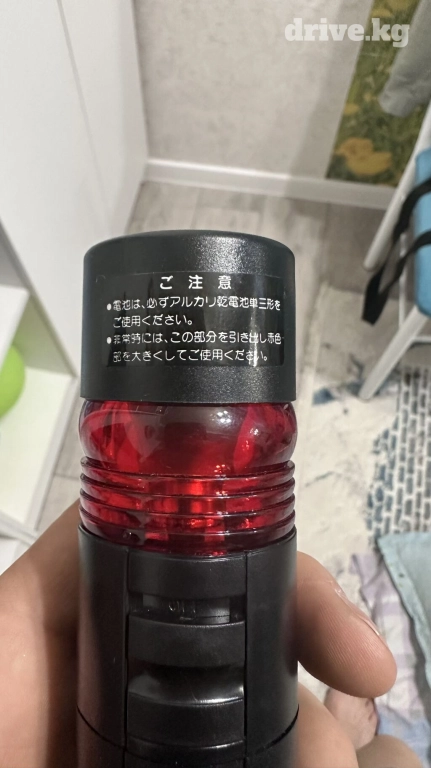 drive.kg
ご注意
●電池は、必ずアルカリ乾電池単三形を
ご使用ください。
●非常時には、この部分を引き出し赤色
部を大きくしてご使用ください。